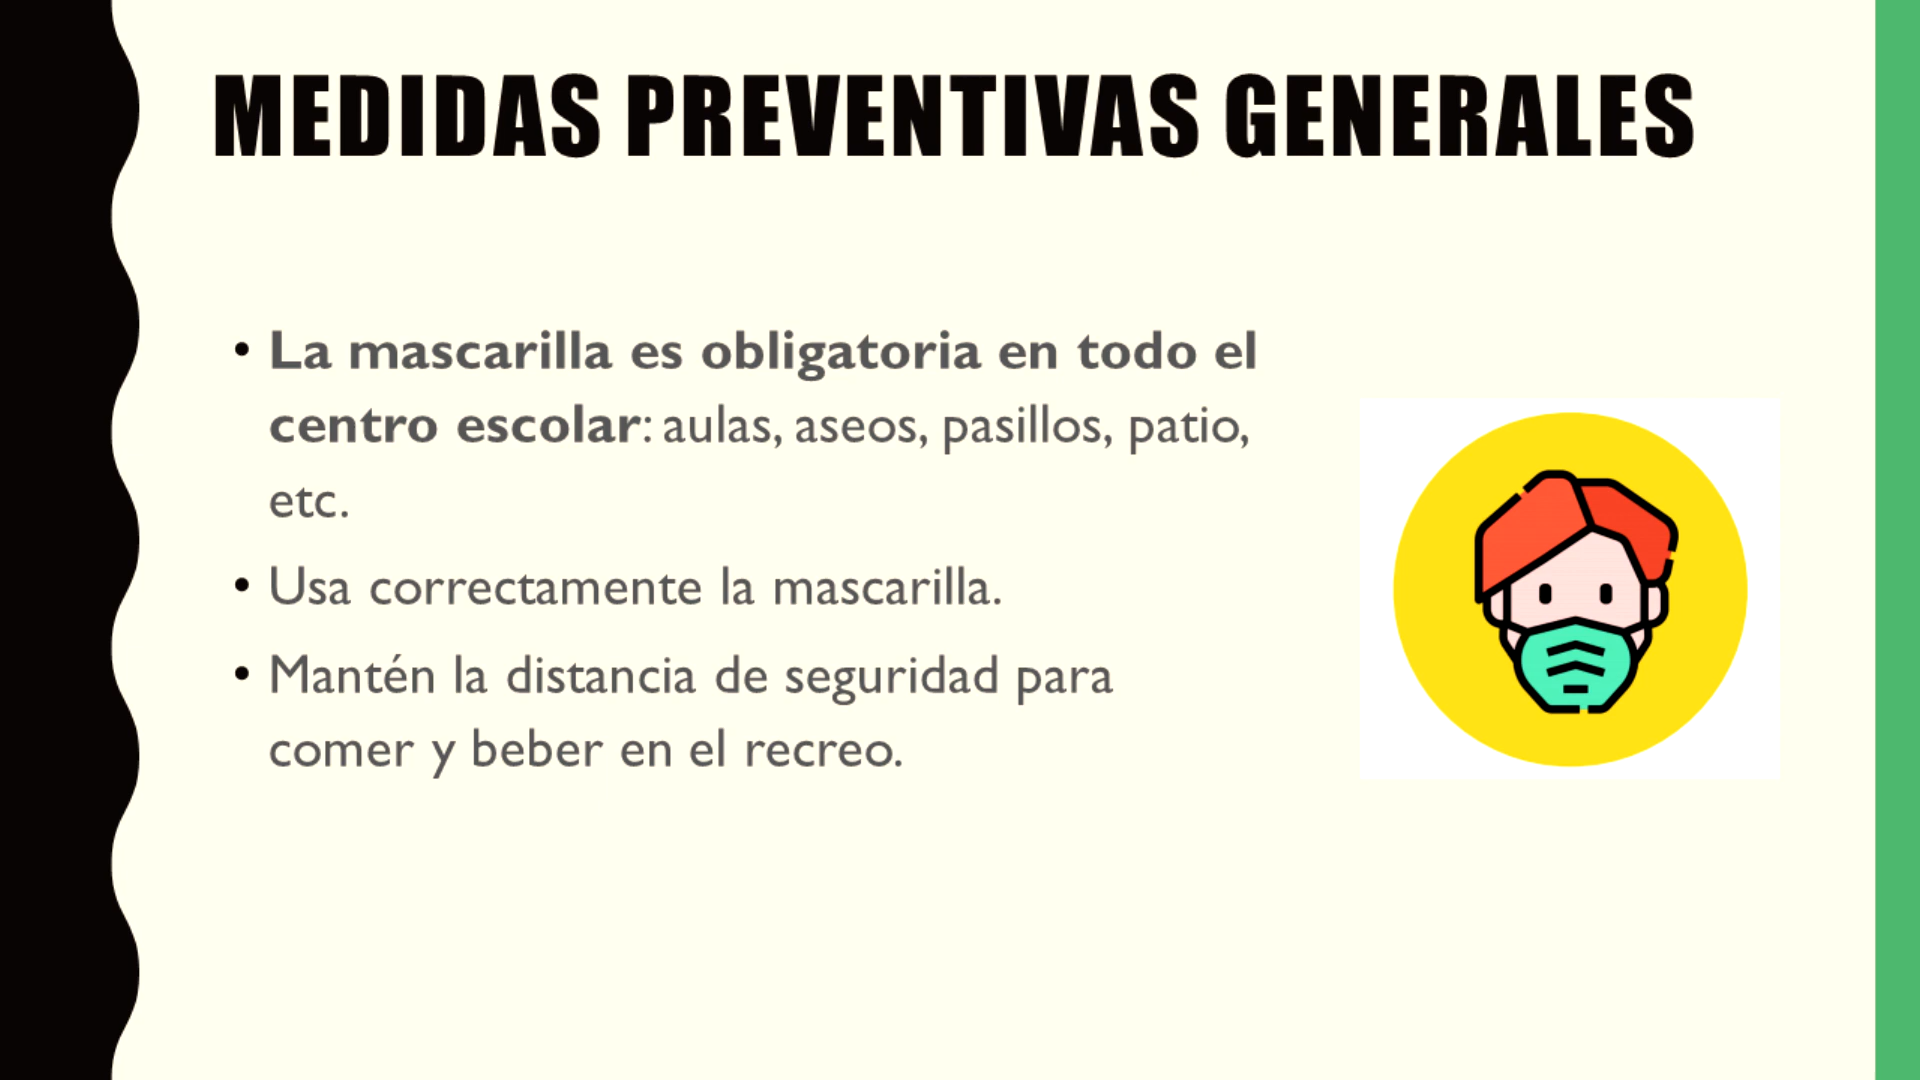 MEDIDAS PREVENTIVAS GENERALES
• La mascarilla es obligatoria en todo el
centro escolar: aulas, aseos, pasillos, patio,
etc.
• Usa correctamente la mascarilla.
• Mantén la distancia de seguridad para
comer y beber en el recreo.